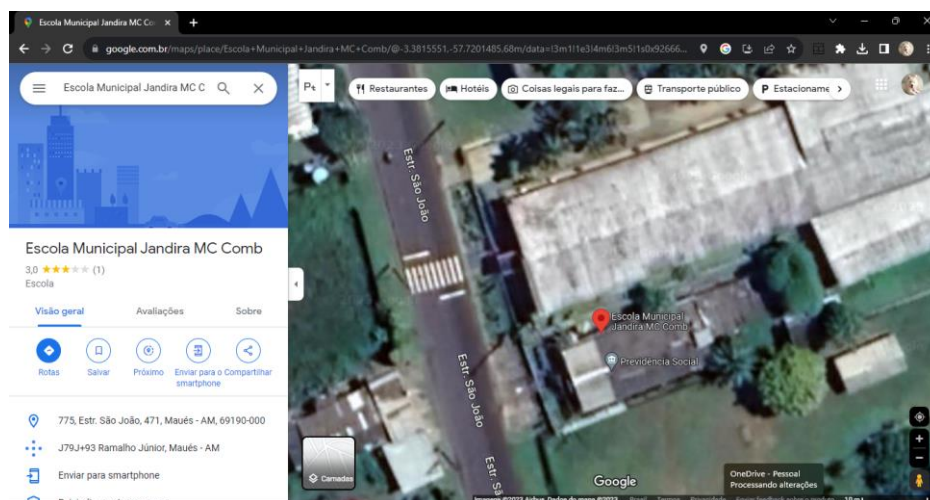 Escola Municipal Jandira MC Co
google.com.br/maps/place/Escola+Municipal+Jandira+MC+Comb/@-3.3815551,-57.7201485,68m/data=!3m1!1e3!4m6!3m5!1s0x92666...
Escola Municipal Jandira MC C
Pt
Restaurantes
Hotéis
Coisas legais para faz...
Transporte público
P Estacioname
Estr. São João
Escola Municipal Jandira MC Comb
3,0 (1)
Escola
Visão geral Avaliações Sobre
Rotas
Salvar
Próximo
Enviar para o
smartphone
Compartilhar
775, Estr. São João, 471, Maués - AM, 69190-000
J79J+93 Ramalho Júnior, Maués - AM
Enviar para smartphone
Escola Municipal
Jandira MC Comb
Previdência Social
Estr. São João
Estr. S
Camadas
Google
OneDrive - Pessoal
Processando alterações